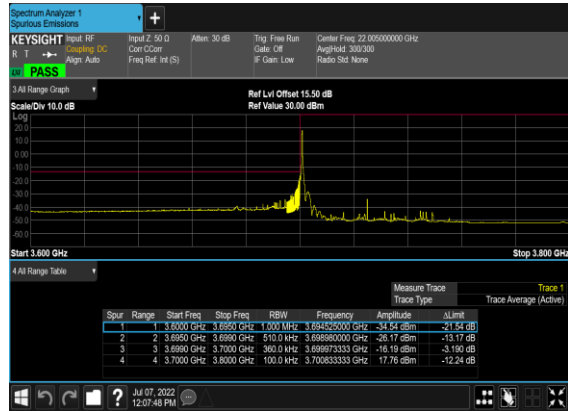 Spectrum Analyzer 1
Spurious Emissions
KEYSIGHT Input: RF Input Z: 50 Ω Atten: 30 dB Trig: Free Run Center Freq: 22.005000000 GHz
R T Coupling: DC Corr CCorr Gate: Off Avg|Hold: 300/300
Align: Auto Freq Ref: Int (S) IF Gain: Low Radio Std: None
PASS
3 All Range Graph
Ref Lvl Offset 15.50 dB
Scale/Div 10.0 dB Ref Value 30.00 dBm
Log
20.0
10.0
0.00
-10.0
-20.0
-30.0
-40.0
-50.0
-60.0
Start 3.600 GHz Stop 3.800 GHz
4 All Range Table
Measure Trace Trace 1
Trace Type Trace Average (Active)
Spur Range Start Freq Stop Freq RBW Frequency Amplitude ΔLimit
1 1 3.6000 GHz 3.6950 GHz 1.000 MHz 3.694525000 GHz -34.54 dBm -21.54 dB
2 2 3.6950 GHz 3.6990 GHz 510.0 kHz 3.698980000 GHz -26.17 dBm -13.17 dB
3 3 3.6990 GHz 3.7000 GHz 360.0 kHz 3.699973333 GHz -16.19 dBm -3.190 dB
4 4 3.7000 GHz 3.8000 GHz 100.0 kHz 3.700833333 GHz 17.76 dBm -12.24 dB
? Jul 07, 2022
12:07:48 PM